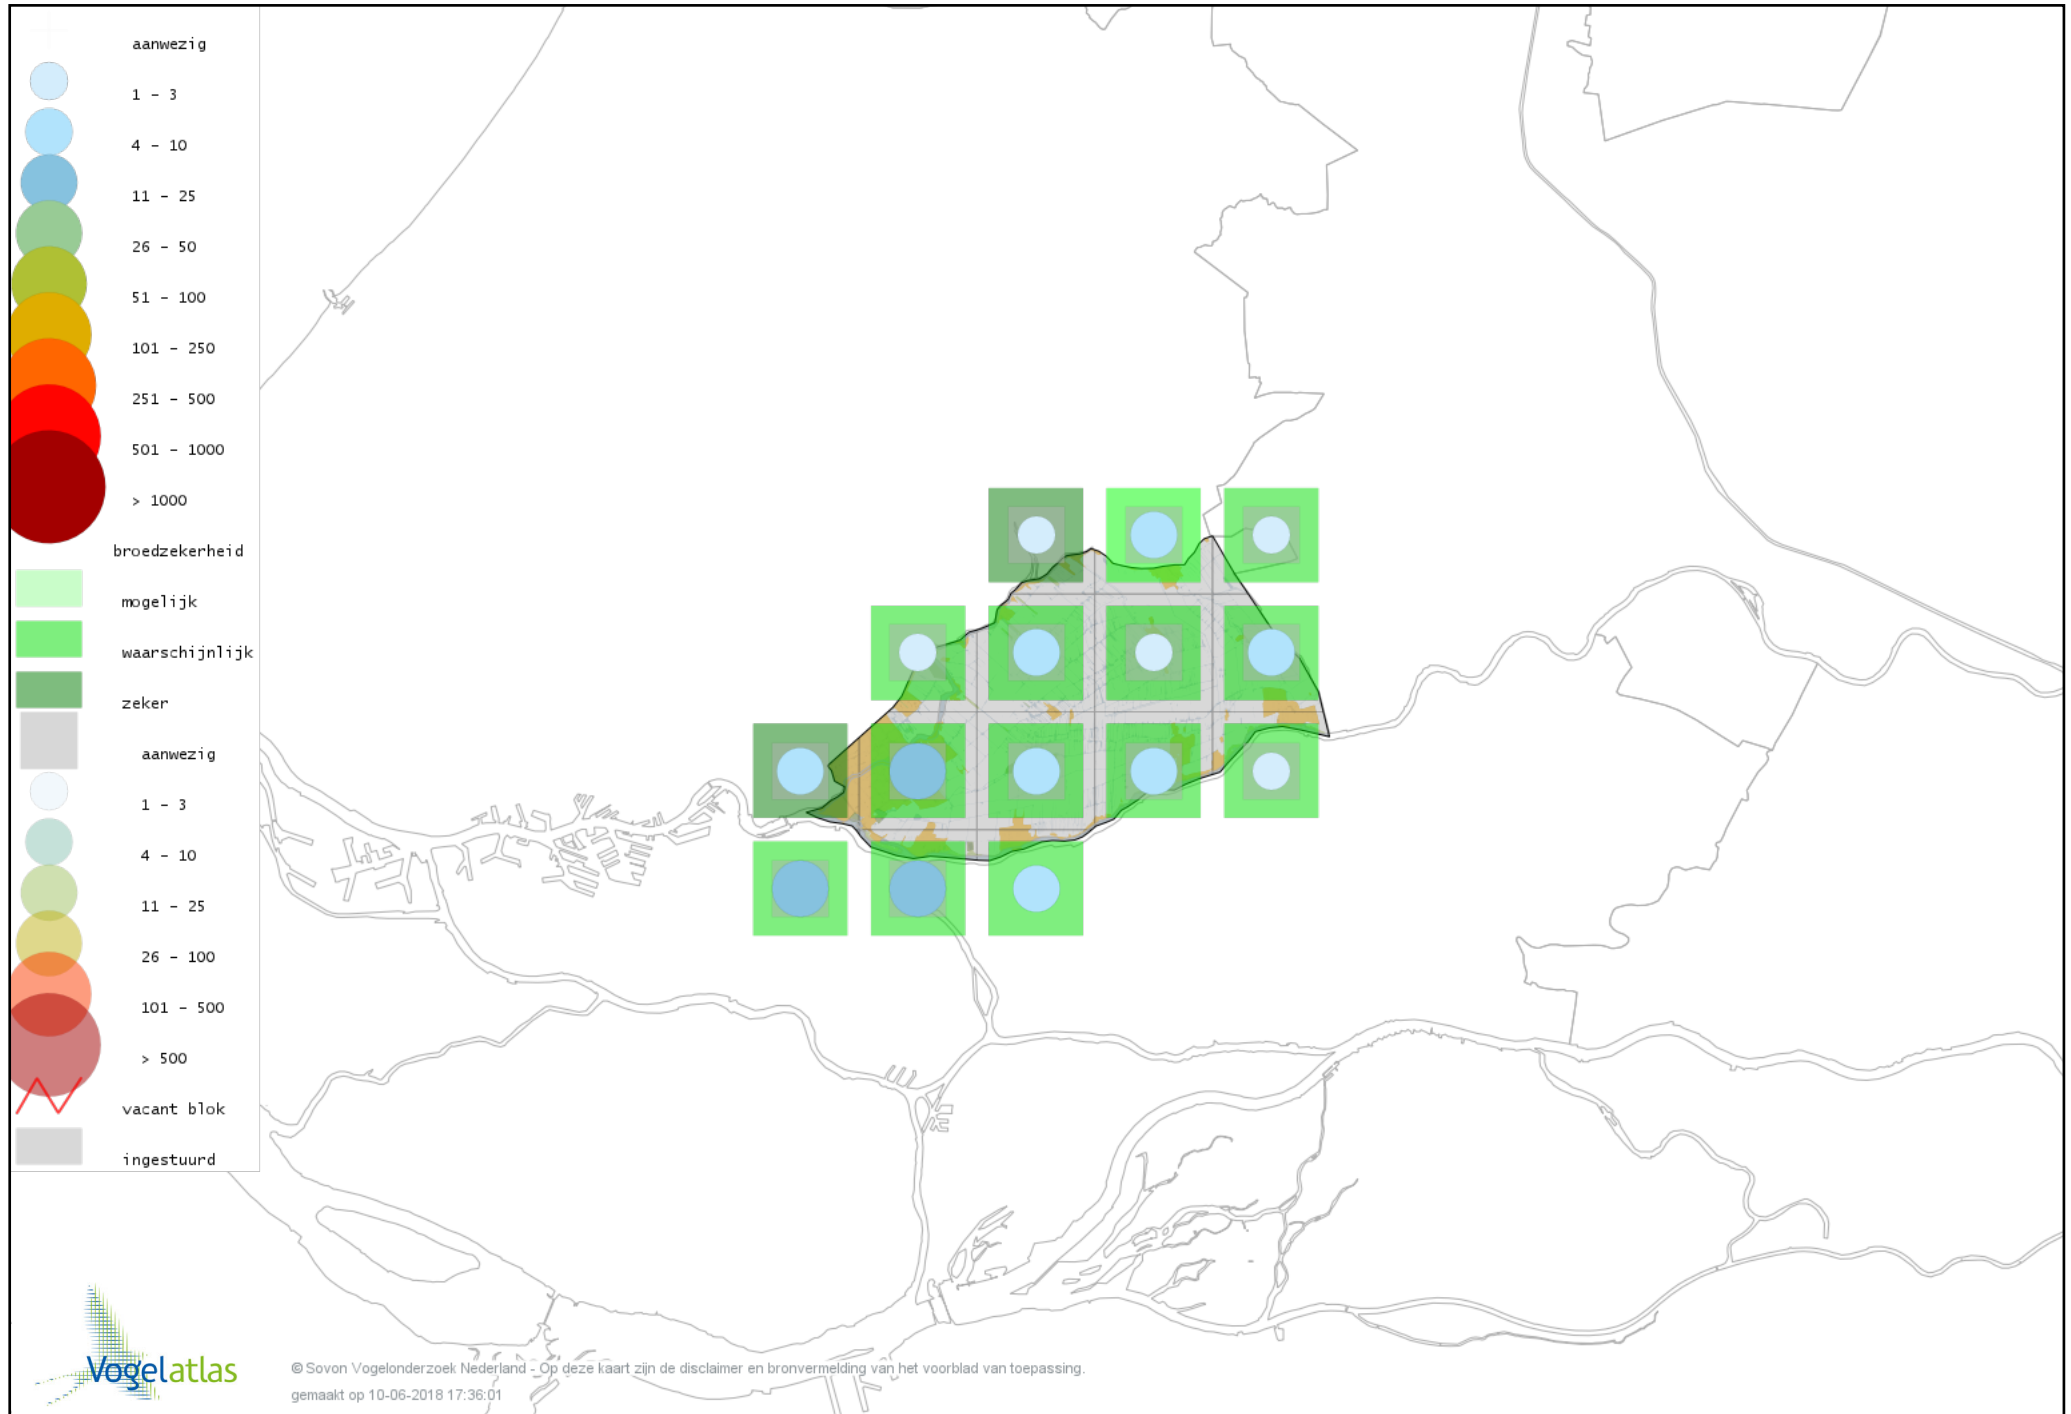 aanwezig
1 - 3
4 - 10
11 - 25
26 - 50
51 - 100
101 - 250
251 - 500
501 - 1000
> 1000
broedzekerheid
mogelijk
waarschijnlijk
zeker
aanwezig
1 - 3
4 - 10
11 - 25
26 - 100
101 - 500
> 500
vacant blok
ingestuurd
Vogelatlas
© Sovon Vogelonderzoek Nederland - Op deze kaart zijn de disclaimer en bronvermelding van het voorblad van toepassing.
gemaakt op 10-06-2018 17:36:01